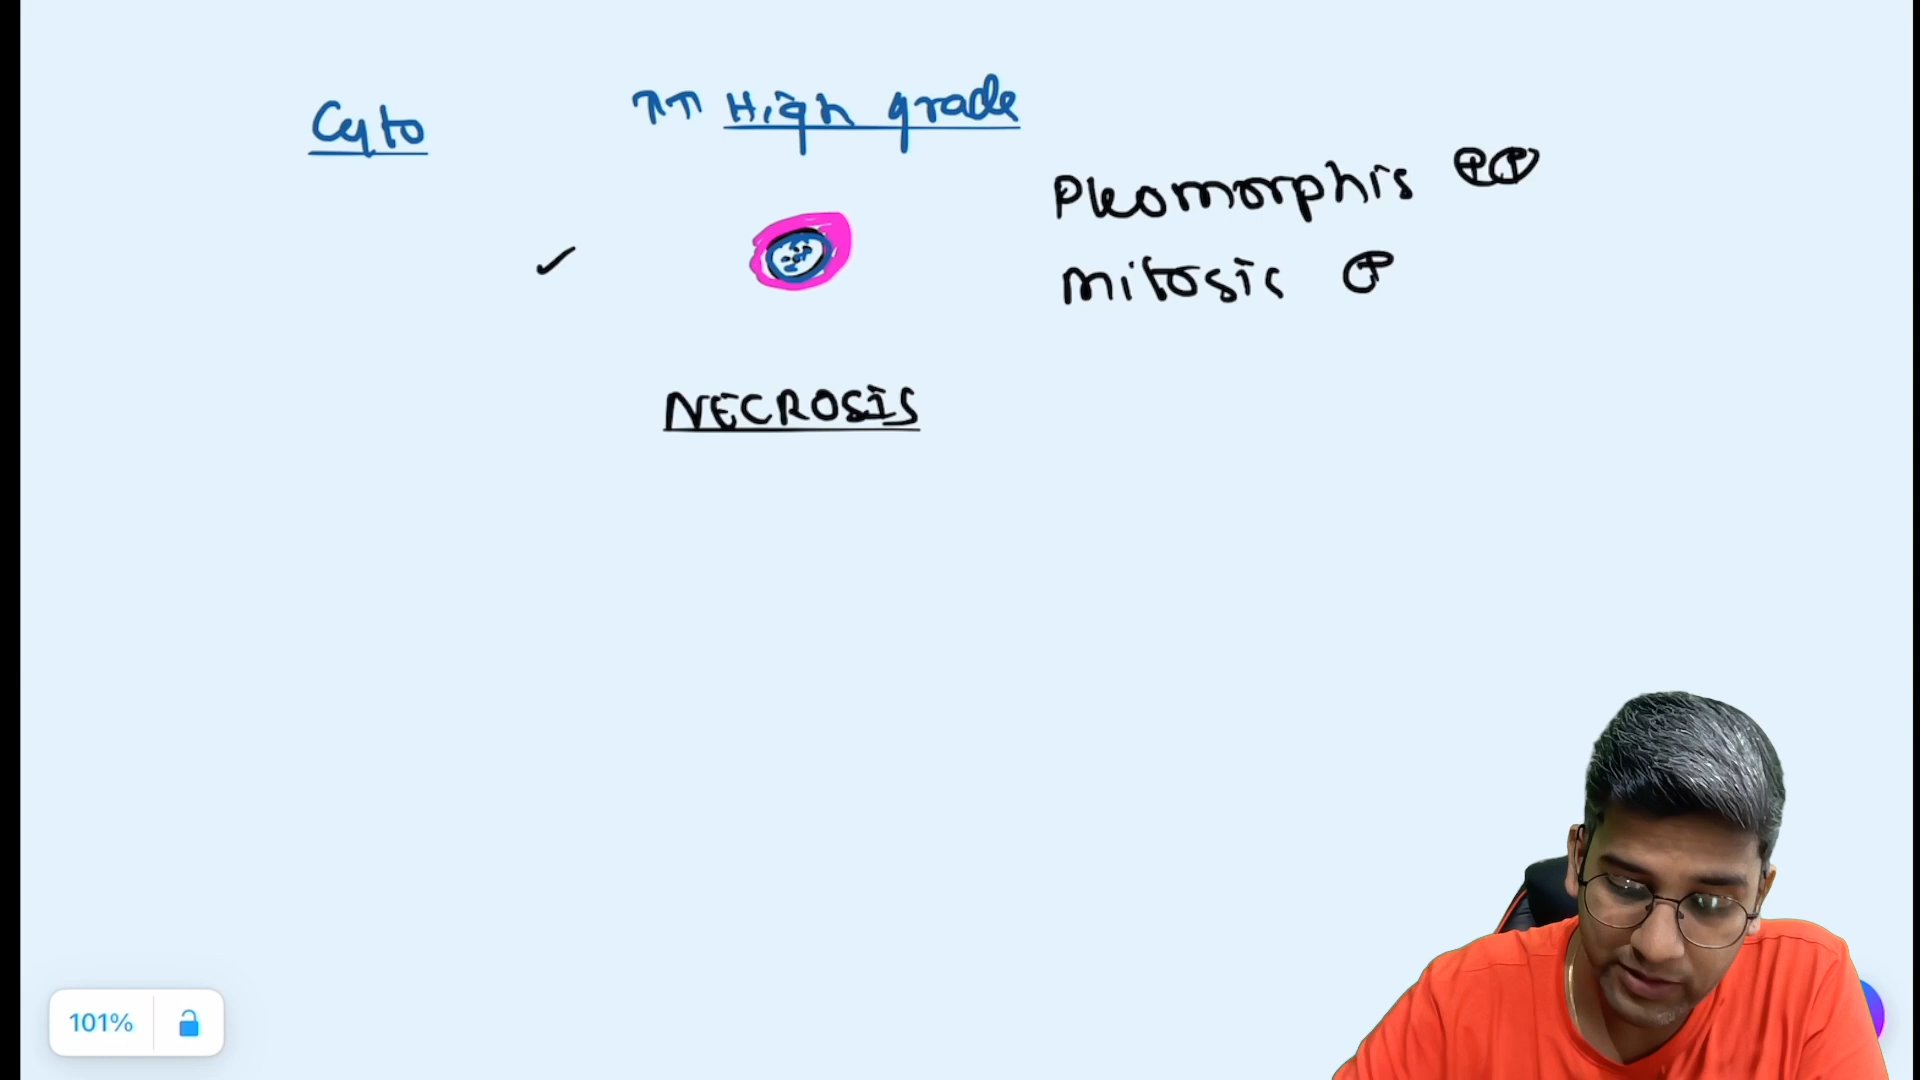 Cyto
↑↑ High grade
Pleomorphis ⊕⊕
mitosis ⊕
✓
NECROSIS
101%